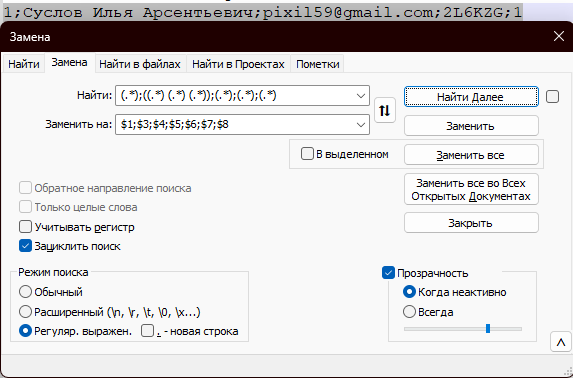 1;Суслов Илья Арсентьевич;pixil59@gmail.com;2L6KZG;1
Замена
Найти Замена Найти в файлах Найти в Проектах Пометки
Найти: (.*);((.*) (.*) (.*));(.*);(.*);(.*) Найти Далее
Заменить на: $1;$3;$4;$5;$6;$7;$8 Заменить
В выделенном Заменить все
Обратное направление поиска Заменить все во Всех
Только целые слова Открытых Документах
Учитывать регистр Закрыть
Зациклить поиск
Режим поиска Прозрачность
Обычный Когда неактивно
Расширенный (\n, \r, \t, \0, \x...) Всегда
Регуляр. выражен. . - новая строка